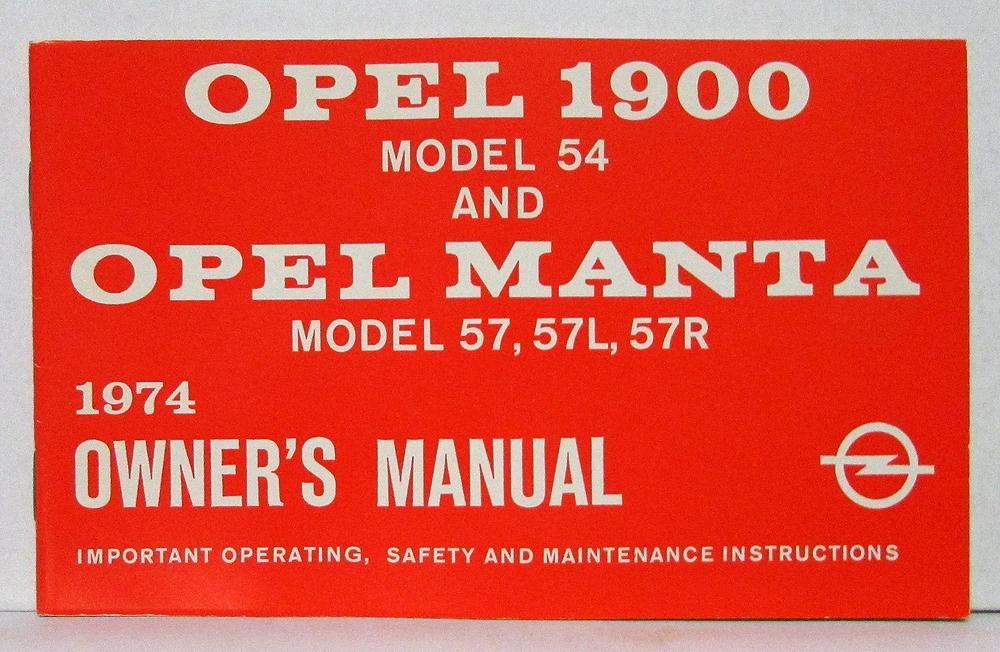 OPEL 1900
MODEL 54
AND
OPEL MANTA
MODEL 57, 57L, 57R
1974
OWNER'S MANUAL
IMPORTANT OPERATING, SAFETY AND MAINTENANCE INSTRUCTIONS